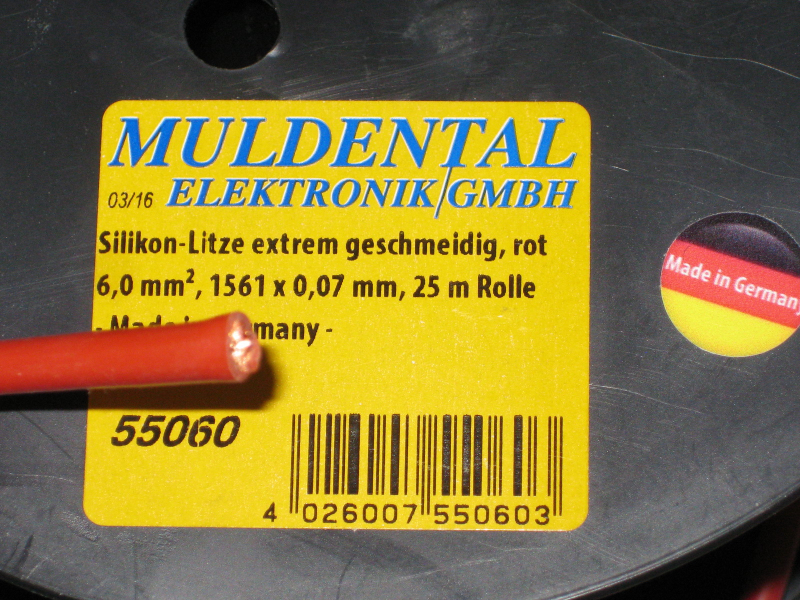 MULDENTAL
03/16 ELEKTRONIK GMBH
Silikon-Litze extrem geschmeidig, rot
6,0 mm², 1561 x 0,07 mm, 25 m Rolle
- Made
55060
4 026007 550603
Made in Germany